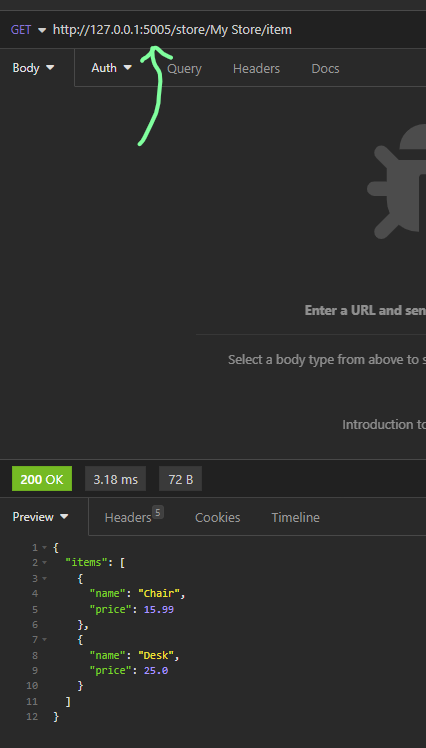 GET http://127.0.0.1:5005/store/My Store/item
Body Auth Query Headers Docs
Enter a URL and sen
Select a body type from above to s
Introduction to
200 OK 3.18 ms 72 B
Preview Headers 5 Cookies Timeline
1 {
2 "items": [
3 {
4 "name": "Chair",
5 "price": 15.99
6 },
7 {
8 "name": "Desk",
9 "price": 25.0
10 }
11 ]
12 }